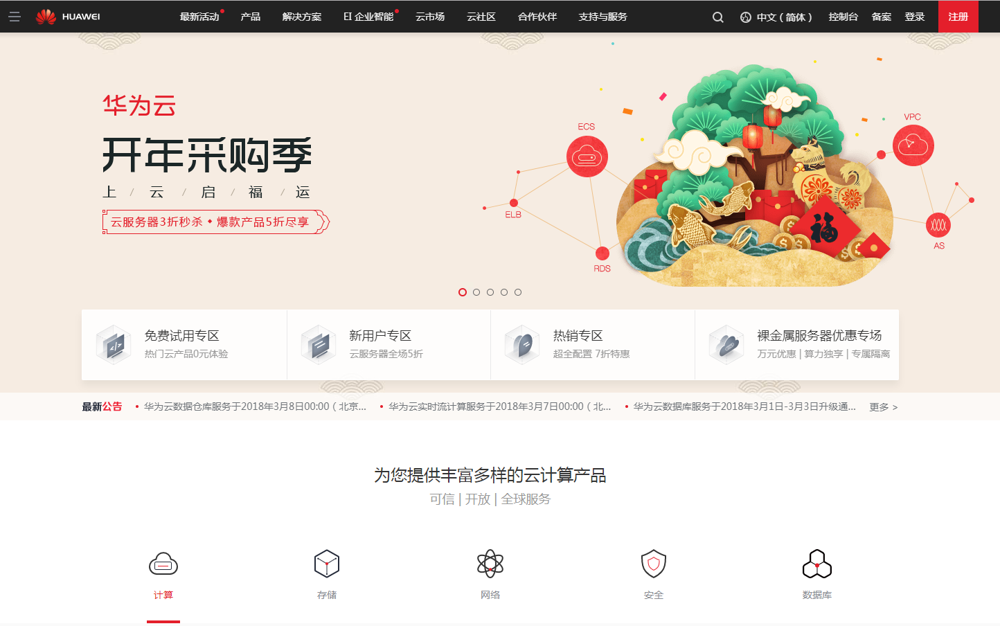 HUAWEI 最新活动 产品 解决方案 EI 企业智能 云市场 云社区 合作伙伴 支持与服务 中文（简体） 控制台 备案 登录 注册
华为云
开年采购季
上 / 云 / 启 / 福 / 运
云服务器3折秒杀 ◆ 爆款产品5折尽享
ECS
VPC
ELB
RDS
AS
福
免费试用专区
热门云产品0元体验
新用户专区
云服务器全场5折
热销专区
超全配置 7折特惠
裸金属服务器优惠专场
万元优惠 | 算力独享 | 专属隔离
最新公告 • 华为云数据仓库服务于2018年3月8日00:00（北京... • 华为云实时流计算服务于2018年3月7日00:00（北... • 华为云数据库服务于2018年3月1日-3月3日升级通... 更多 >
为您提供丰富多样的云计算产品
可信 | 开放 | 全球服务
计算 存储 网络 安全 数据库